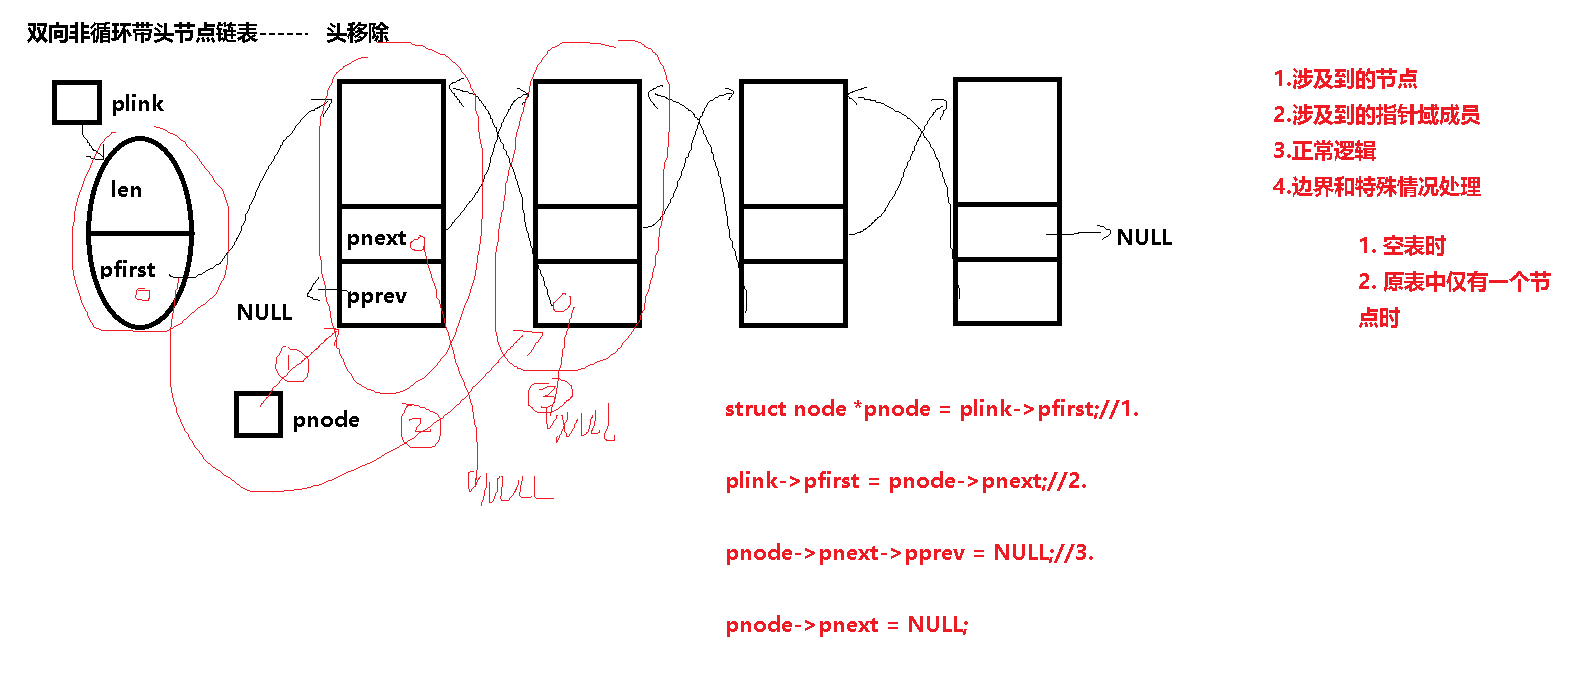 双向非循环带头节点链表------ 头移除
plink
len
pfirst
pnext
pprev
NULL
NULL
pnode
1
2
3
NULL
NULL
1.涉及到的节点
2.涉及到的指针域成员
3.正常逻辑
4.边界和特殊情况处理
1. 空表时
2. 原表中仅有一个节
点时
struct node *pnode = plink->pfirst;//1.
plink->pfirst = pnode->pnext;//2.
pnode->pnext->pprev = NULL;//3.
pnode->pnext = NULL;